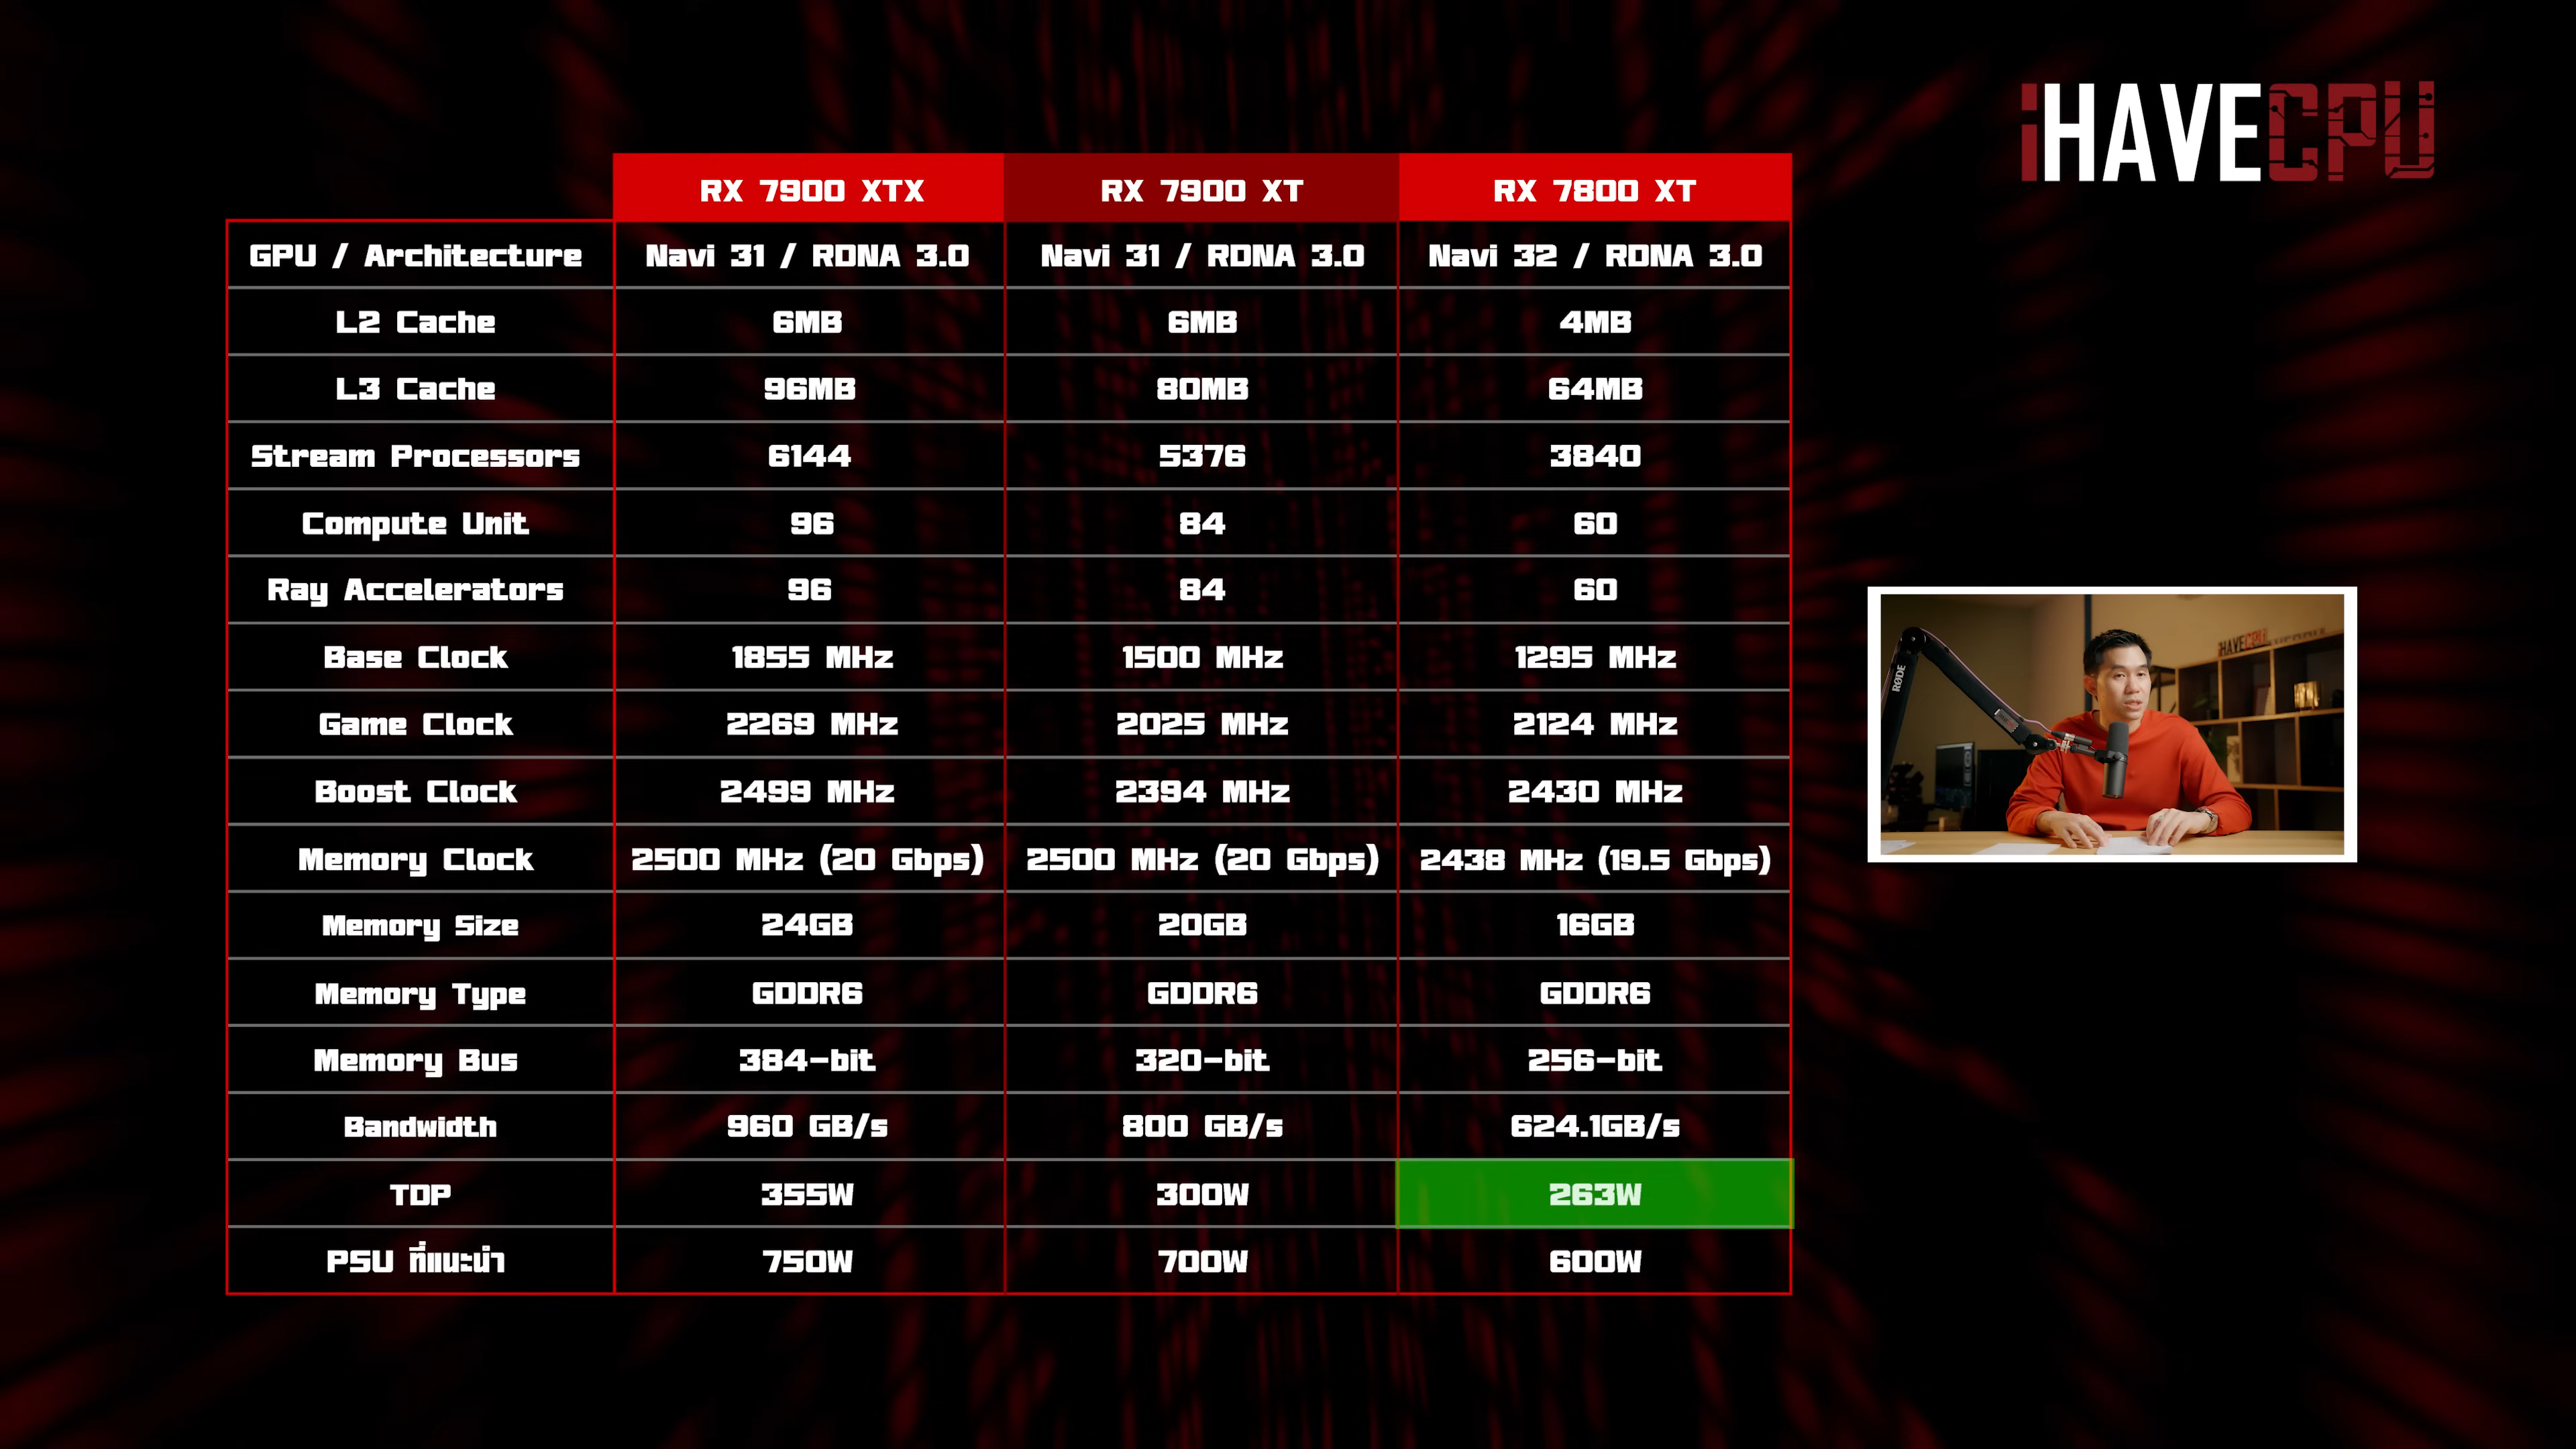 iHAVECPU
RX 7900 XTX RX 7900 XT RX 7800 XT
GPU / Architecture Navi 31 / RDNA 3.0 Navi 31 / RDNA 3.0 Navi 32 / RDNA 3.0
L2 Cache 6MB 6MB 4MB
L3 Cache 96MB 80MB 64MB
Stream Processors 6144 5376 3840
Compute Unit 96 84 60
Ray Accelerators 96 84 60
Base Clock 1855 MHz 1500 MHz 1295 MHz
Game Clock 2269 MHz 2025 MHz 2124 MHz
Boost Clock 2499 MHz 2394 MHz 2430 MHz
Memory Clock 2500 MHz (20 Gbps) 2500 MHz (20 Gbps) 2438 MHz (19.5 Gbps)
Memory Size 24GB 20GB 16GB
Memory Type GDDR6 GDDR6 GDDR6
Memory Bus 384-bit 320-bit 256-bit
Bandwidth 960 GB/s 800 GB/s 624.1GB/s
TDP 355W 300W 263W
PSU ที่แนะนำ 750W 700W 600W
RØDE
iHAVECPU